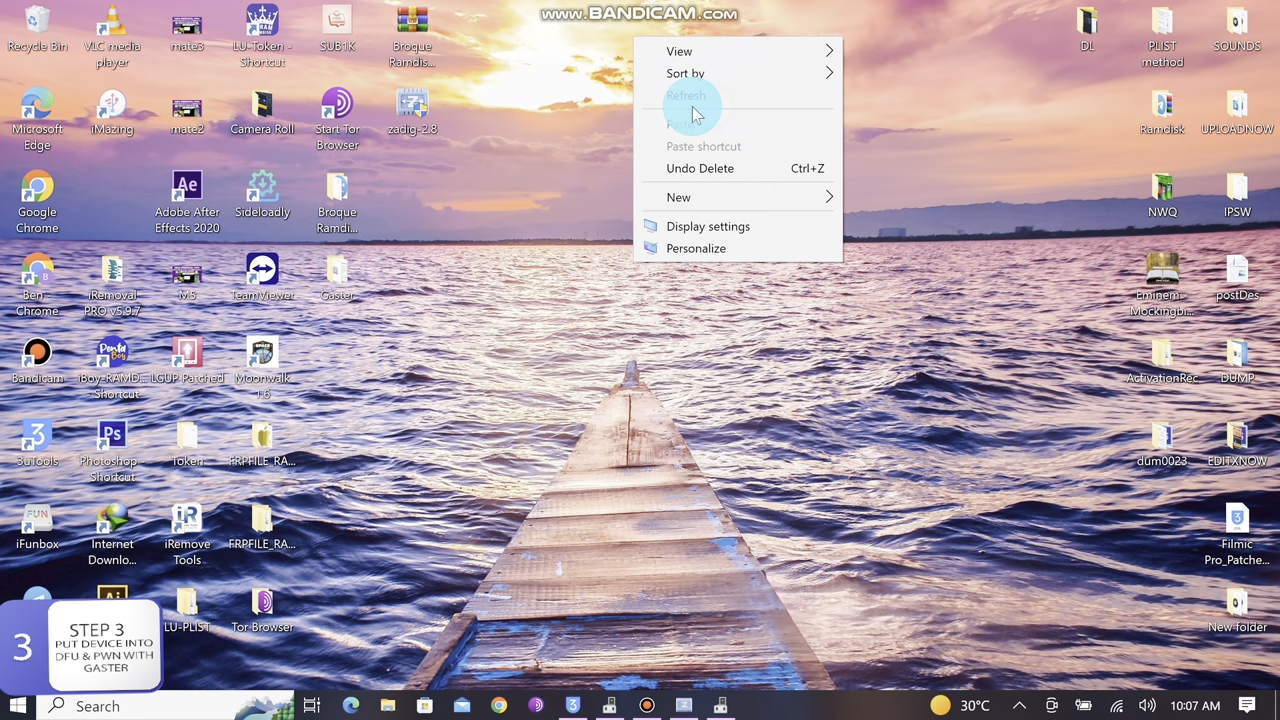 www.BANDICAM.com
Recycle Bin
VLC media
player
mate3
LU-Token -
Shortcut
SUB1K
Broque
Ramdis...
DL
PLIST
method
SOUNDS
View
Sort by
Refresh
Paste shortcut
Undo Delete Ctrl+Z
New
Display settings
Personalize
Microsoft
Edge
iMazing
mate2
Camera Roll
Start Tor
Browser
zadig-2.8
Ramdisk
UPLOADNOW
Google
Chrome
Ae
Adobe After
Effects 2020
Sideloadly
Broque
Ramdi...
NWQ
IPSW
Ben -
Chrome
iRemoval
PRO v5.9.7
M5
TeamViewer
Gaster
Eminem -
Mockingbi...
postDes
Bandicam
iBoy-RAMD...
- Shortcut
LGUP Patched
Moonwalk
1.6
ActivationRec
DUMP
3uTools
Ps
Photoshop -
Shortcut
Token
FRPFILE_RA...
dum0023
EDITXNOW
FUN
iFunbox
Internet
Downlo...
iR
iRemove
Tools
FRPFILE_RA...
Filmic
Pro_Patche...
Ai
LU-PLIST
Tor Browser
New folder
3
STEP 3
PUT DEVICE INTO
DFU & PWN WITH
GASTER
Search
30°C
10:07 AM